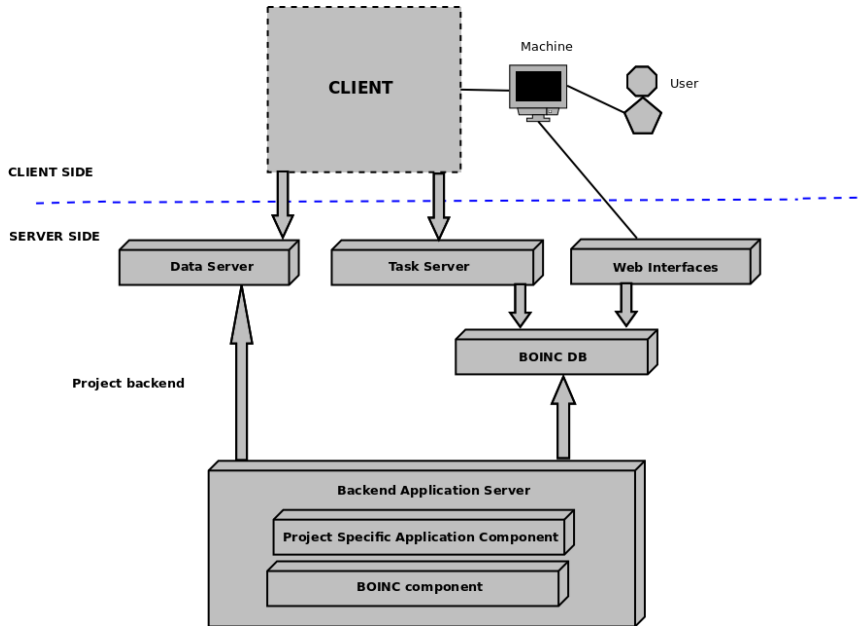 Machine
CLIENT
User
CLIENT SIDE
SERVER SIDE
Data Server
Task Server
Web Interfaces
BOINC DB
Project backend
Backend Application Server
Project Specific Application Component
BOINC component